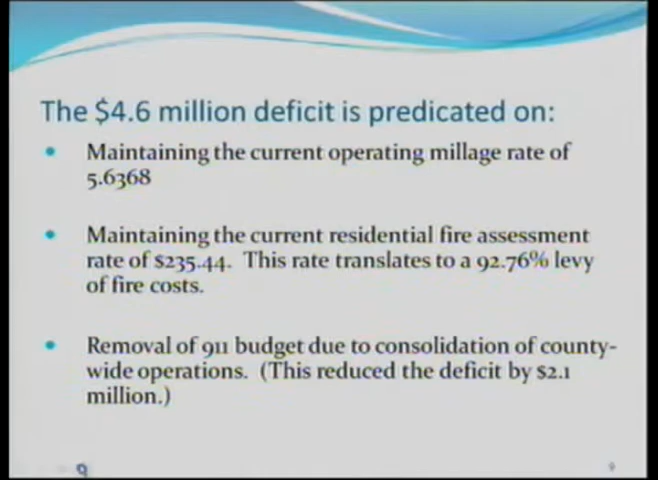 The $4.6 million deficit is predicated on:
• Maintaining the current operating millage rate of
5.6368
• Maintaining the current residential fire assessment
rate of $235.44. This rate translates to a 92.76% levy
of fire costs.
• Removal of 911 budget due to consolidation of county-
wide operations. (This reduced the deficit by $2.1
million.)
9